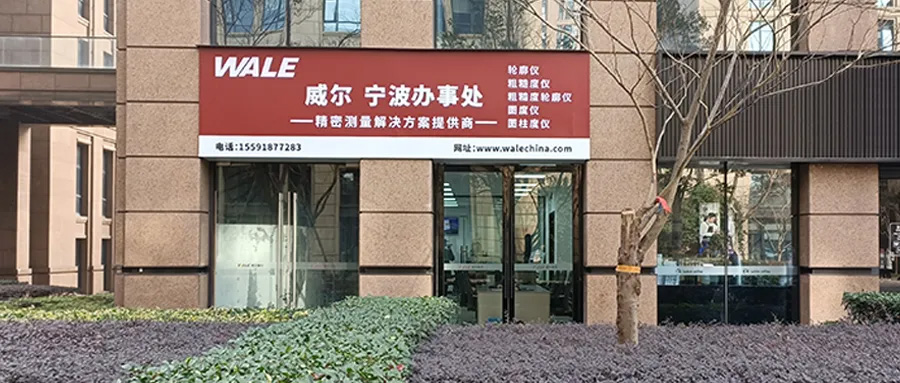 WALE
威尔 宁波办事处
精密测量解决方案提供商
轮廓仪
粗糙度仪
粗糙度轮廓仪
圆度仪
圆柱度仪
电话:15591877283
网址:www.walechina.com